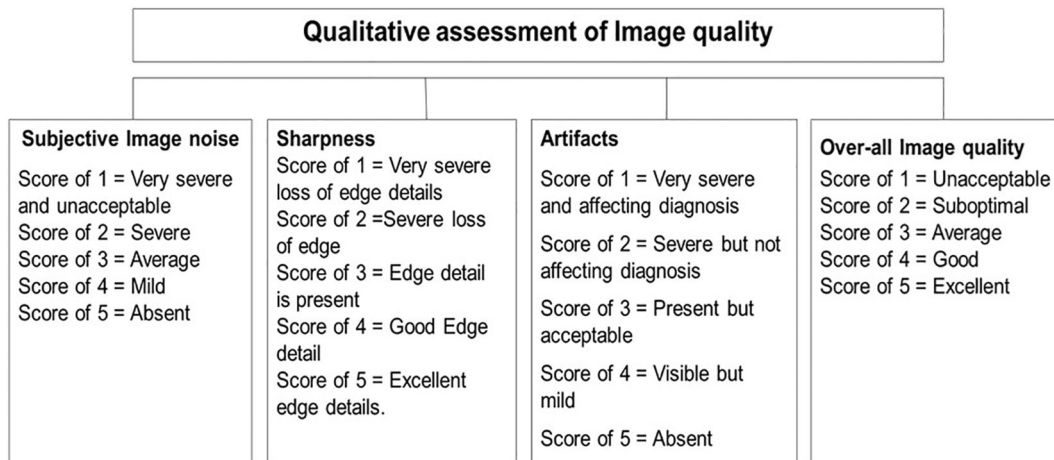 Qualitative assessment of Image quality
Subjective Image noise
Score of 1 = Very severe
and unacceptable
Score of 2 = Severe
Score of 3 = Average
Score of 4 = Mild
Score of 5 = Absent
Sharpness
Score of 1 = Very severe
loss of edge details
Score of 2 =Severe loss
of edge
Score of 3 = Edge detail
is present
Score of 4 = Good Edge
detail
Score of 5 = Excellent
edge details.
Artifacts
Score of 1 = Very severe
and affecting diagnosis
Score of 2 = Severe but not
affecting diagnosis
Score of 3 = Present but
acceptable
Score of 4 = Visible but
mild
Score of 5 = Absent
Over-all Image quality
Score of 1 = Unacceptable
Score of 2 = Suboptimal
Score of 3 = Average
Score of 4 = Good
Score of 5 = Excellent